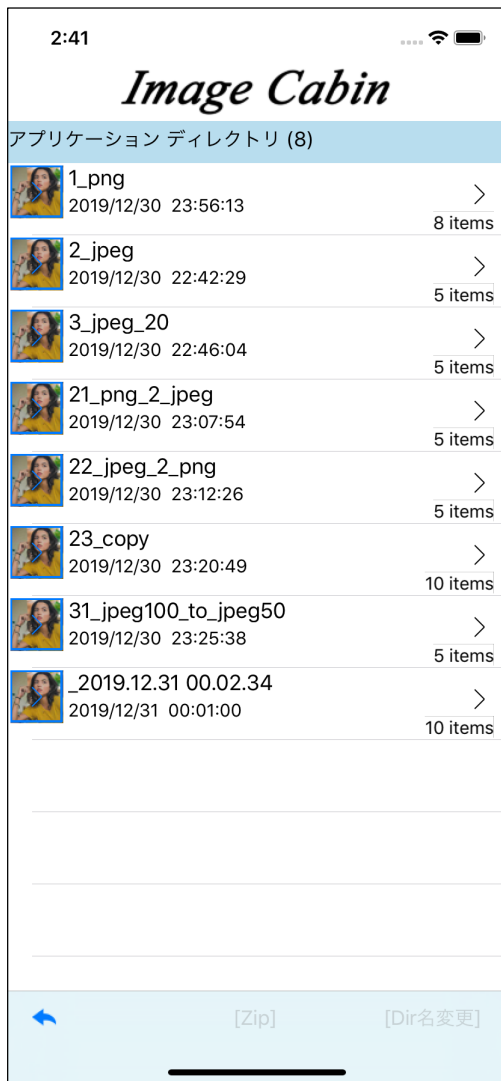 2:41
Image Cabin
アプリケーション ディレクトリ (8)
1_png
2019/12/30 23:56:13
8 items
2_jpeg
2019/12/30 22:42:29
5 items
3_jpeg_20
2019/12/30 22:46:04
5 items
21_png_2_jpeg
2019/12/30 23:07:54
5 items
22_jpeg_2_png
2019/12/30 23:12:26
5 items
23_copy
2019/12/30 23:20:49
10 items
31_jpeg100_to_jpeg50
2019/12/30 23:25:38
5 items
_2019.12.31 00.02.34
2019/12/31 00:01:00
10 items
[Zip] [Dir名変更]